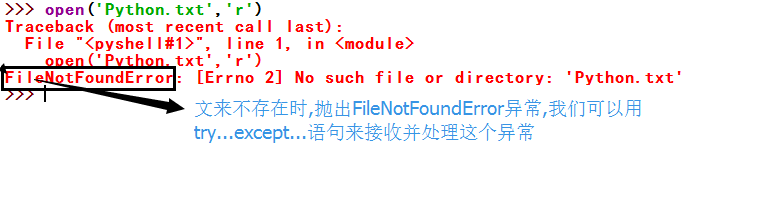 >>> open('Python.txt','r')
Traceback (most recent call last):
  File "<pyshell#1>", line 1, in <module>
    open('Python.txt','r')
FileNotFoundError: [Errno 2] No such file or directory: 'Python.txt'
>>>
文来不存在时,抛出FileNotFoundError异常,我们可以用
try...except...语句来接收并处理这个异常